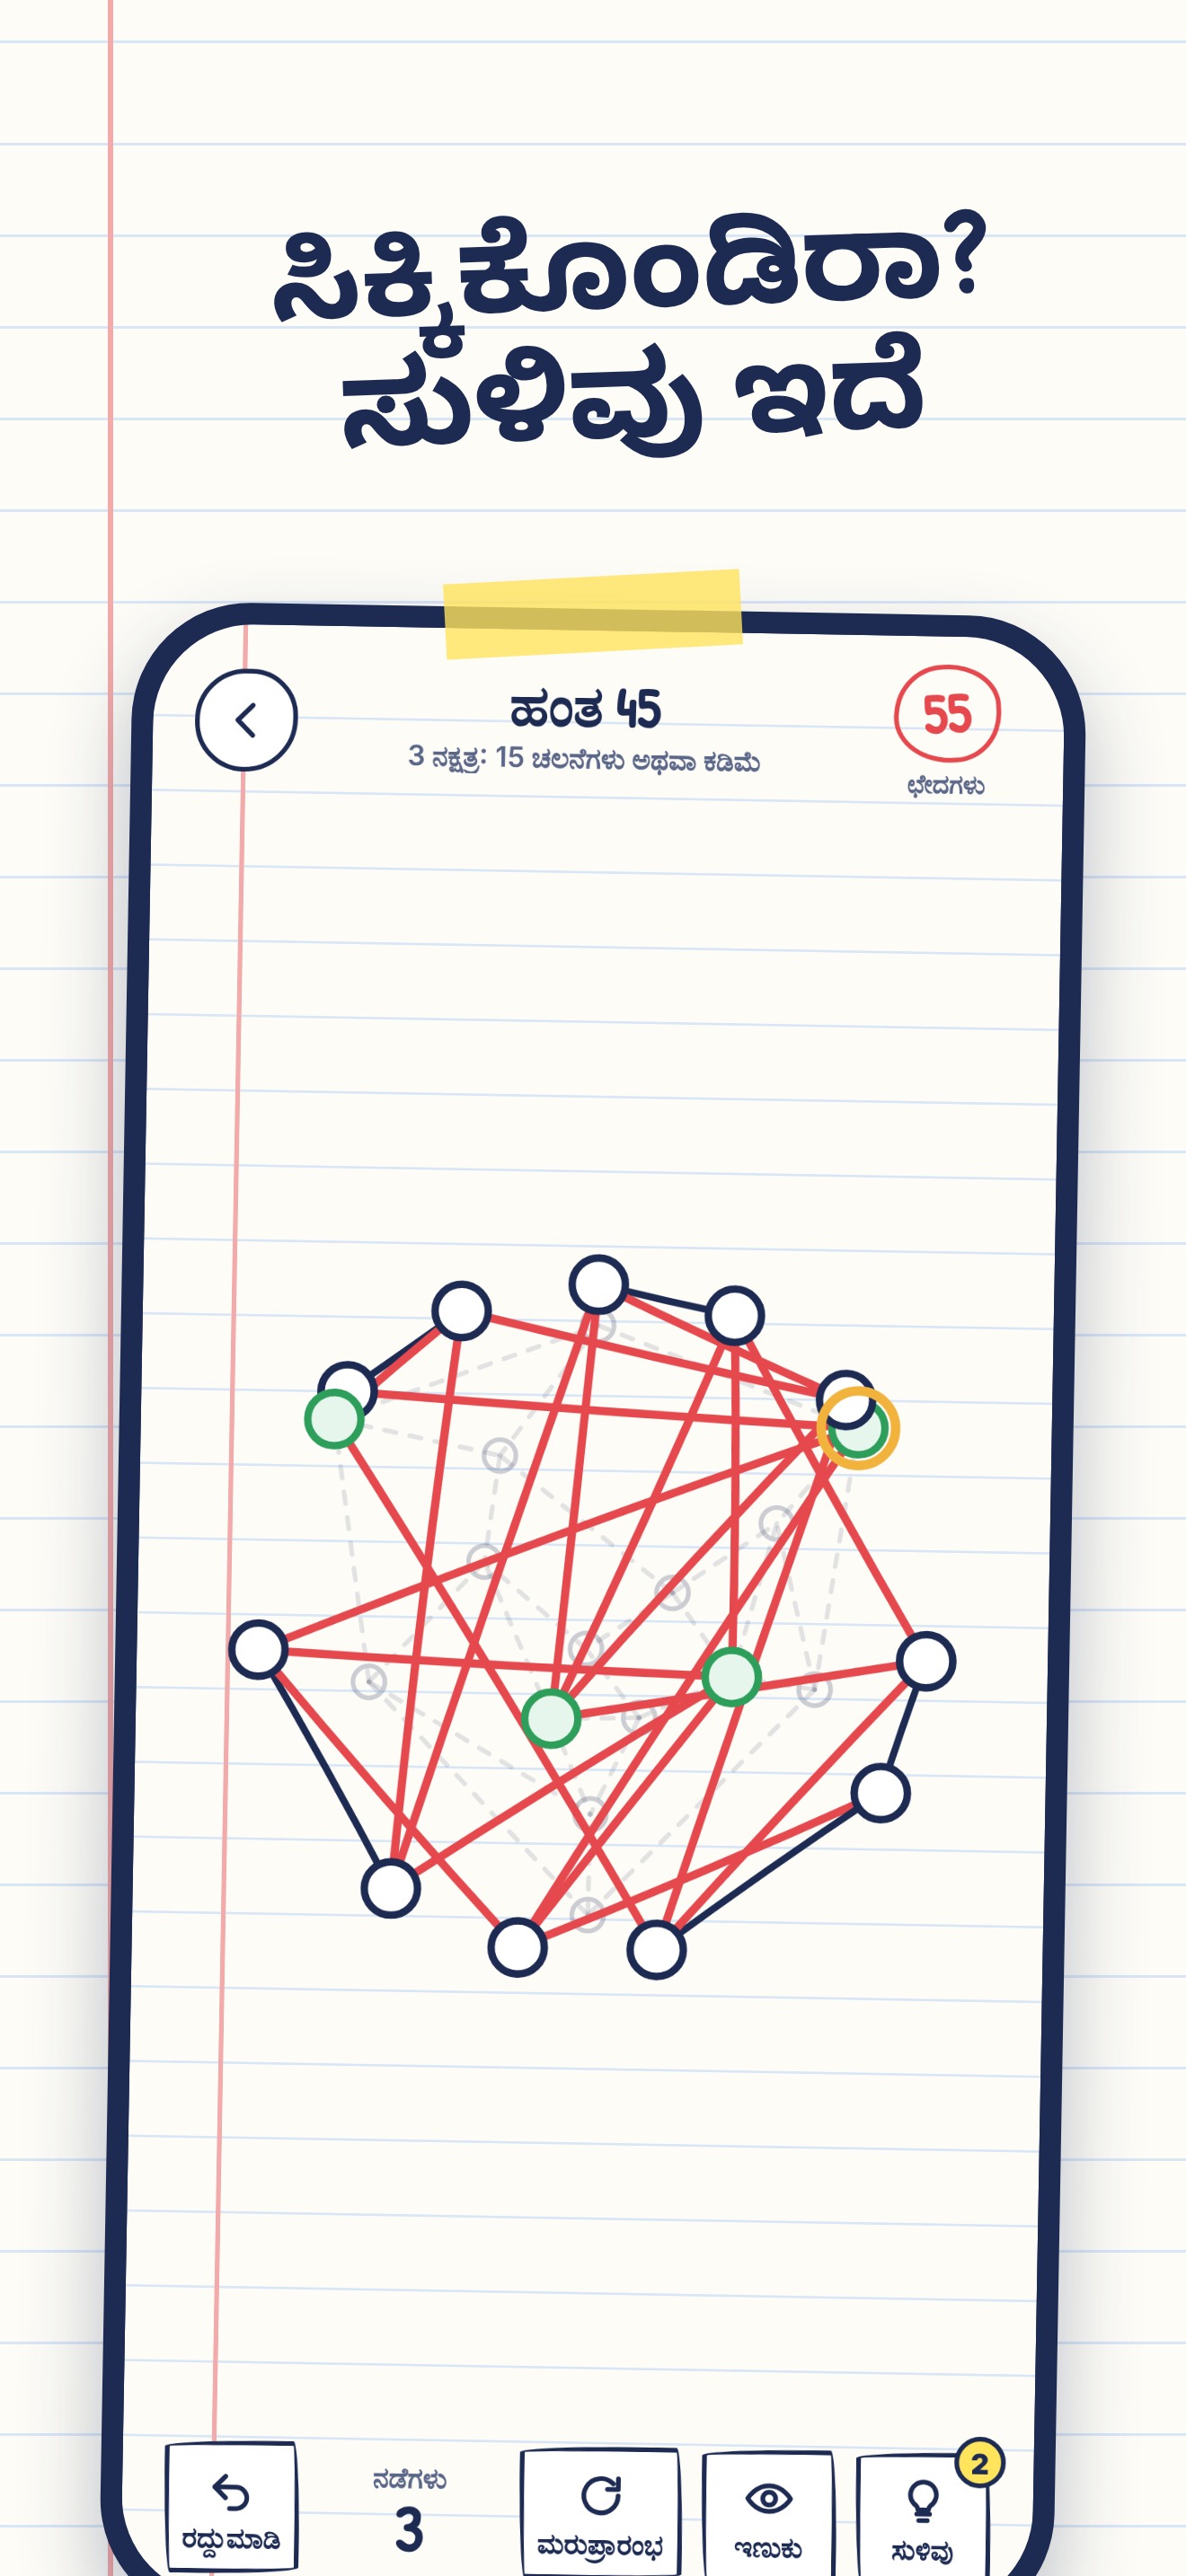 ಸಿಕ್ಕಿಕೊಂಡಿರಾ?
ಸುಳಿವು ಇದೆ
ಹಂತ 45
3 ನಕ್ಷತ್ರ: 15 ಚಲನೆಗಳು ಅಥವಾ ಕಡಿಮೆ
55
ಛೇದಗಳು
ರದ್ದುಮಾಡಿ
ನಡೆಗಳು
3
ಮರುಪ್ರಾರಂಭ
ಇಣುಕು
2
ಸುಳಿವು